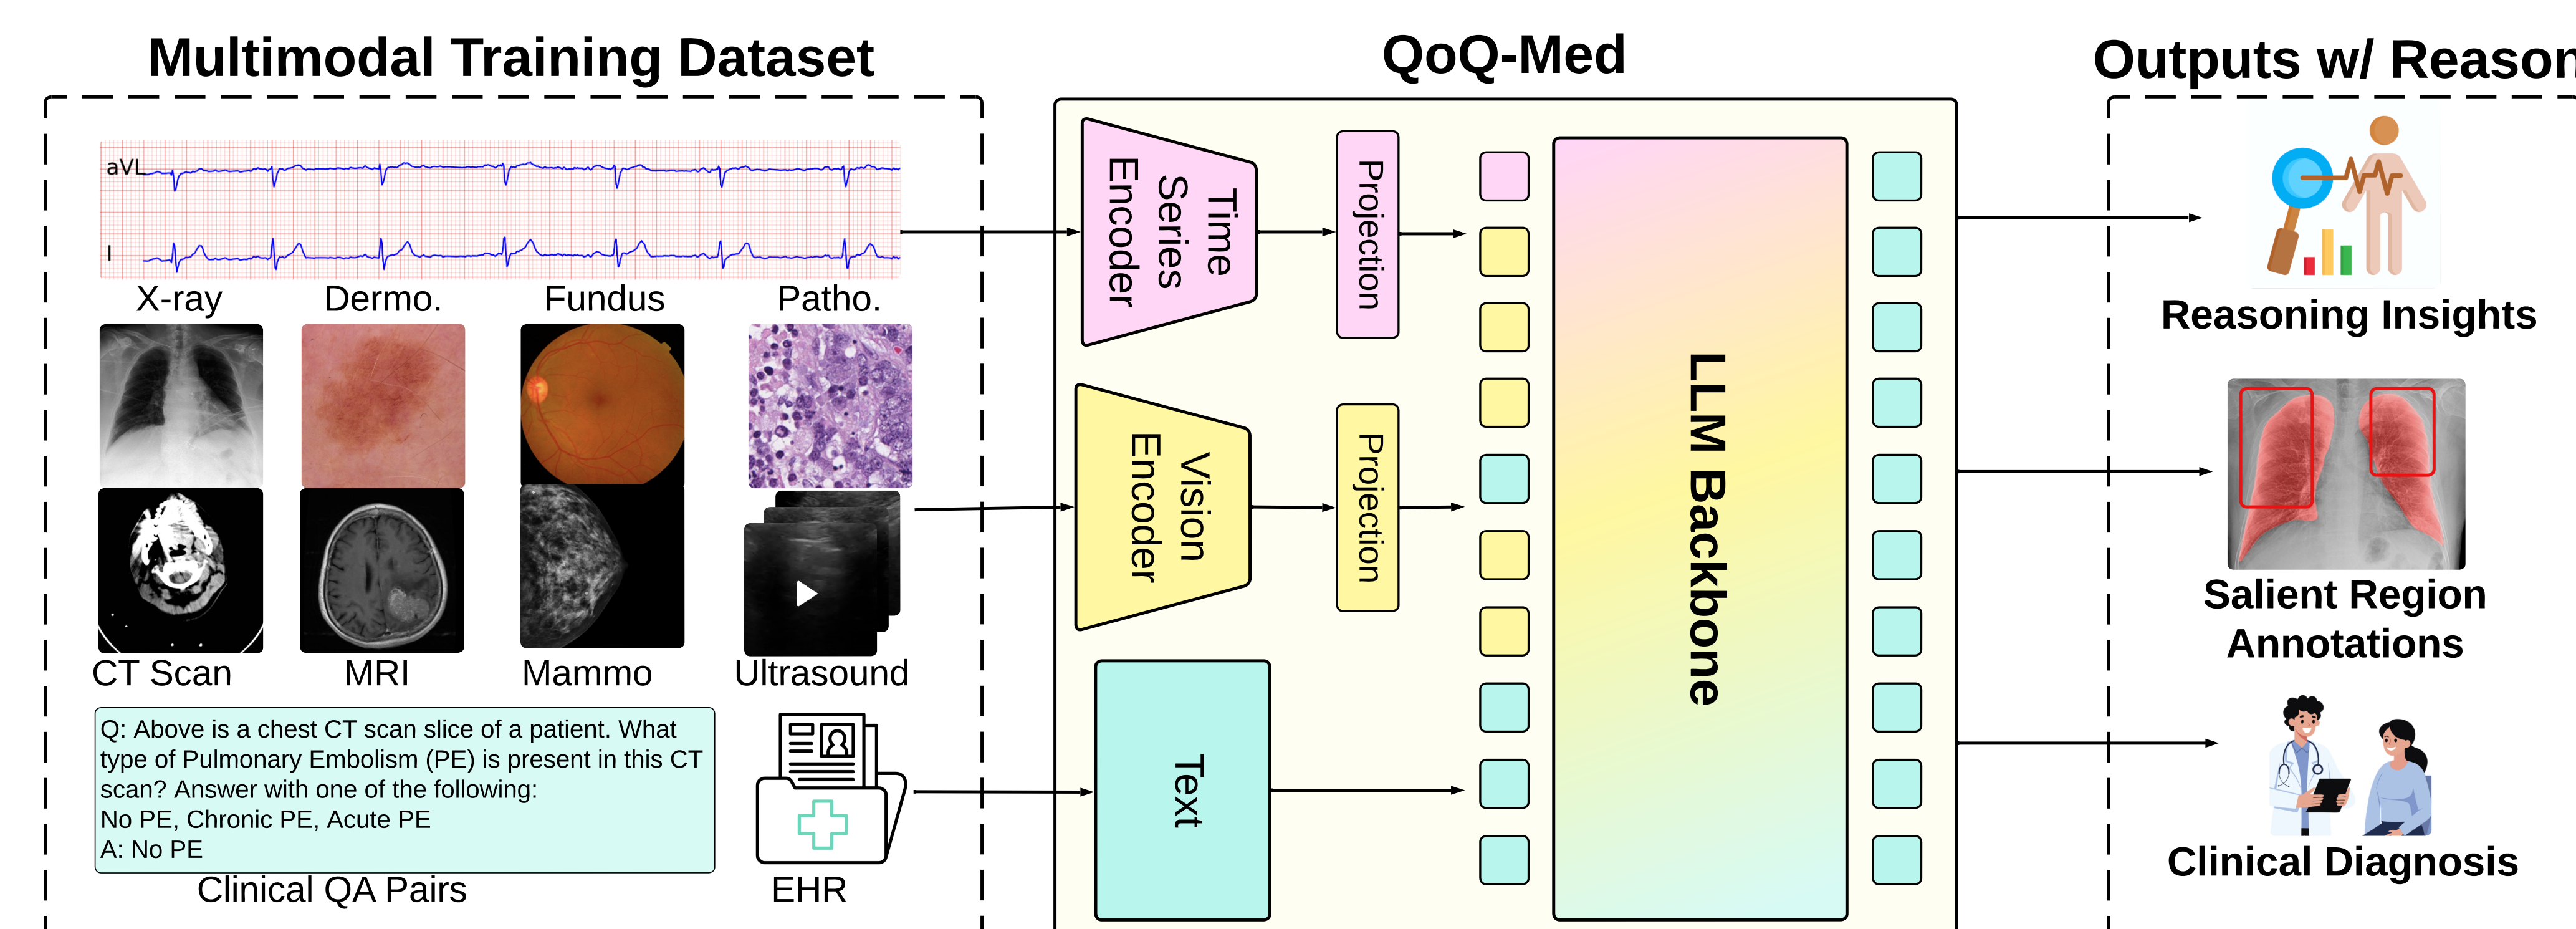 Multimodal Training Dataset
QoQ-Med
Outputs w/ Reason
aVL
I
X-ray
Dermo.
Fundus
Patho.
CT Scan
MRI
Mammo
Ultrasound
Q: Above is a chest CT scan slice of a patient. What
type of Pulmonary Embolism (PE) is present in this CT
scan? Answer with one of the following:
No PE, Chronic PE, Acute PE
A: No PE
Clinical QA Pairs
EHR
Time
Series
Encoder
Projection
Vision
Encoder
Projection
Text
LLM Backbone
Reasoning Insights
Salient Region
Annotations
Clinical Diagnosis